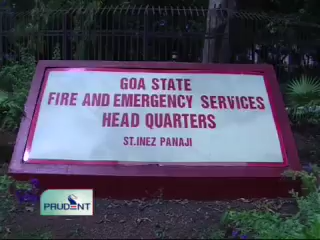 GOA STATE
FIRE AND EMERGENCY SERVICES
HEAD QUARTERS
ST.INEZ PANAJI
PRUDENT